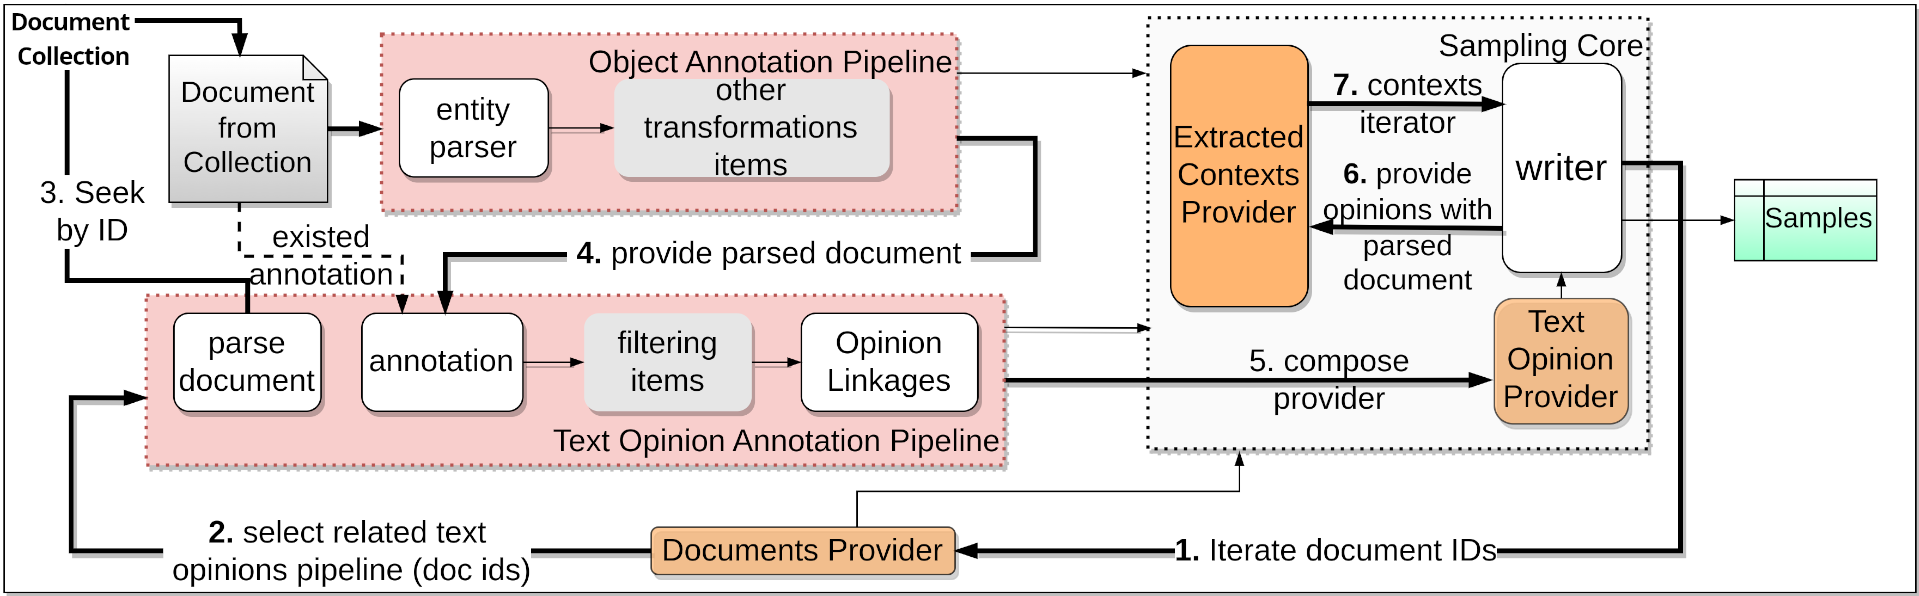 Document
Collection
Document
from
Collection
3. Seek
by ID
existed
annotation
Object Annotation Pipeline
entity
parser
other
transformations
items
4. provide parsed document
parse
document
annotation
filtering
items
Opinion
Linkages
Text Opinion Annotation Pipeline
2. select related text
opinions pipeline (doc ids)
Documents Provider
1. Iterate document IDs
Sampling Core
Extracted
Contexts
Provider
7. contexts
iterator
6. provide
opinions with
parsed
document
writer
5. compose
provider
Text
Opinion
Provider
Samples